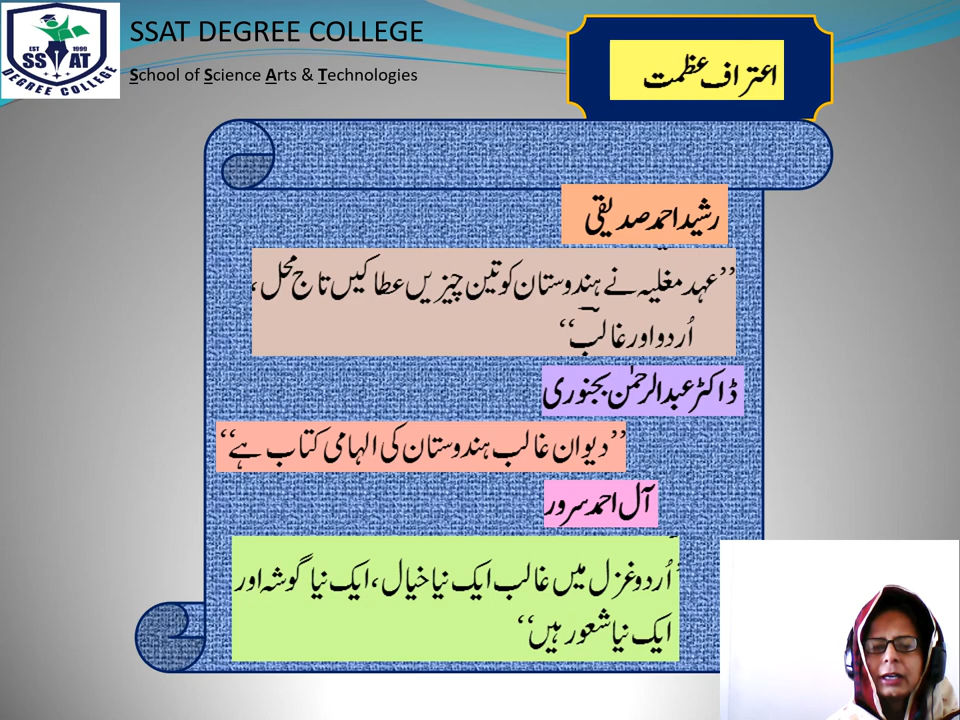 SSAT DEGREE COLLEGE
School of Science Arts & Technologies
EST 1999
SSAT
DEGREE COLLEGE
اعتراف عظمت
رشید احمد صدیقی
’’عہد مغلیہ نے ہندوستان کو تین چیزیں عطا کیں تاج محل،
اُردو اور غالب‘‘
ڈاکٹر عبدالرحمٰن بجنوری
’’دیوان غالب ہندوستان کی الہامی کتاب ہے‘‘
آل احمد سرور
اُردو غزل میں غالب ایک نیا خیال، ایک نیا گوشہ اور
ایک نیا شعور ہیں‘‘